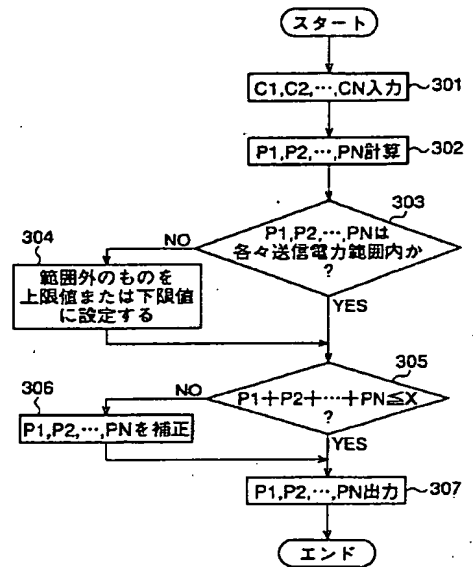 スタート
C1,C2,…,CN入力
301
P1,P2,…,PN計算
302
303
P1,P2,…,PNは
各々送信電力範囲内か
?
NO
YES
304
範囲外のものを
上限値または下限値
に設定する
305
P1+P2+…+PN≦X
?
NO
YES
306
P1,P2,…,PNを補正
P1,P2,…,PN出力
307
エンド